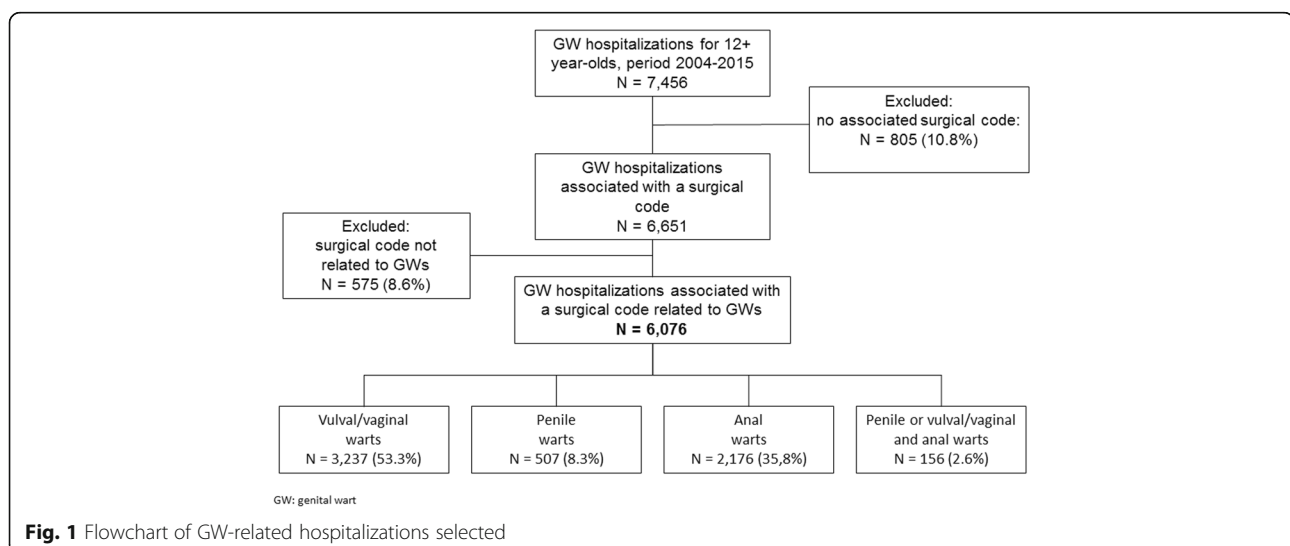 GW hospitalizations for 12+
year-olds, period 2004-2015
N = 7,456
Excluded:
no associated surgical code:
N = 805 (10.8%)
GW hospitalizations
associated with a surgical
code
N = 6,651
Excluded:
surgical code not
related to GWs
N = 575 (8.6%)
GW hospitalizations associated with
a surgical code related to GWs
N = 6,076
Vulval/vaginal
warts
N = 3,237 (53.3%)
Penile
warts
N = 507 (8.3%)
Anal
warts
N = 2,176 (35,8%)
Penile or vulval/vaginal
and anal warts
N = 156 (2.6%)
GW: genital wart
Fig. 1 Flowchart of GW-related hospitalizations selected